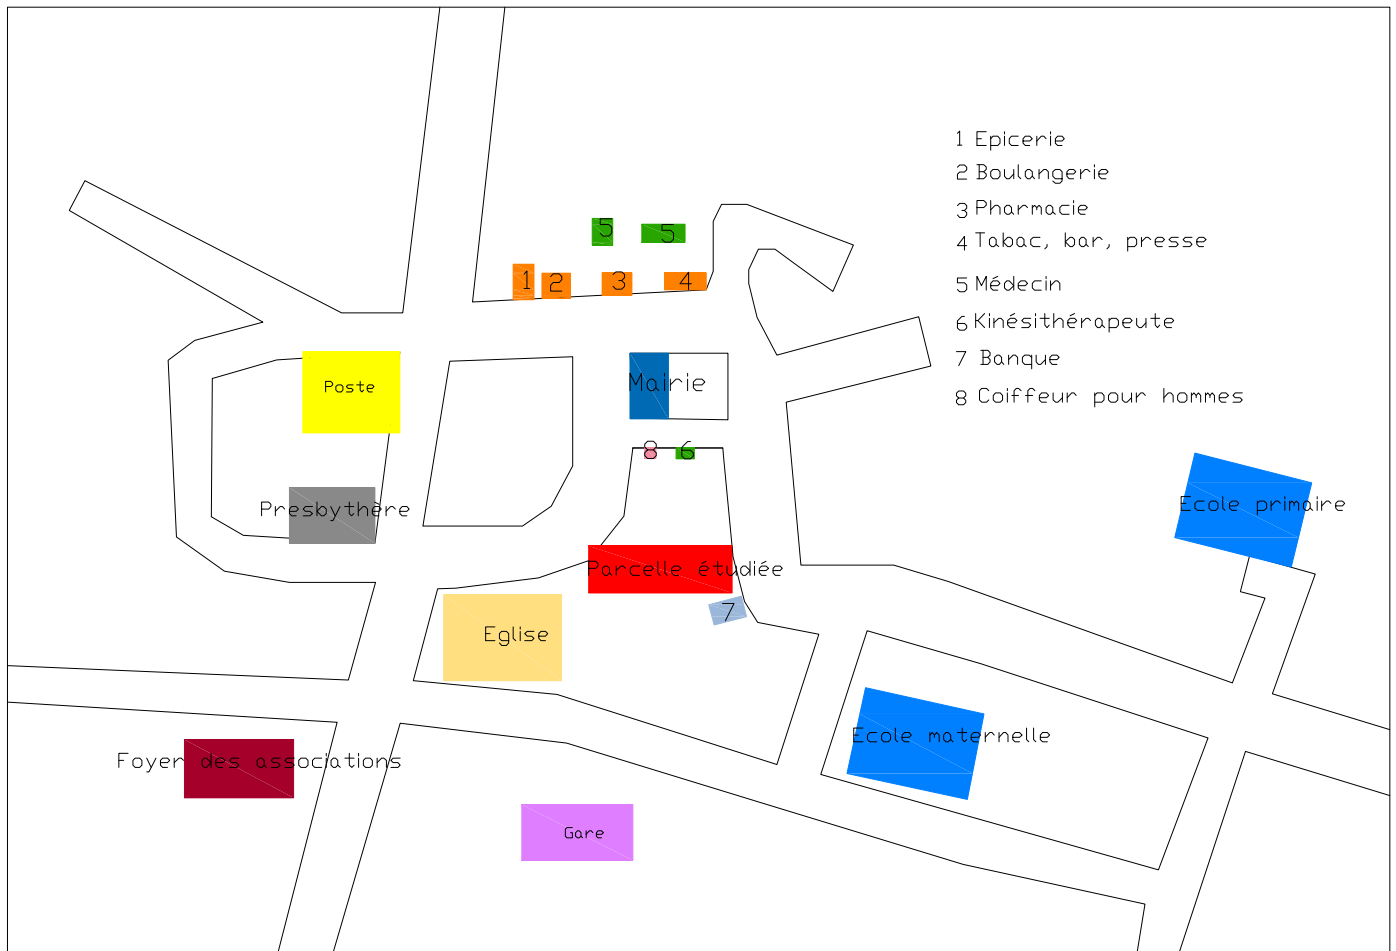 1 Epicerie
2 Boulangerie
3 Pharmacie
4 Tabac, bar, presse
5 Médecin
6 Kinésithérapeute
7 Banque
8 Coiffeur pour hommes
5
5
1
2
3
4
Poste
Mairie
8
6
Presbythère
Ecole primaire
Parcelle étudiée
7
Eglise
Ecole maternelle
Foyer des associations
Gare